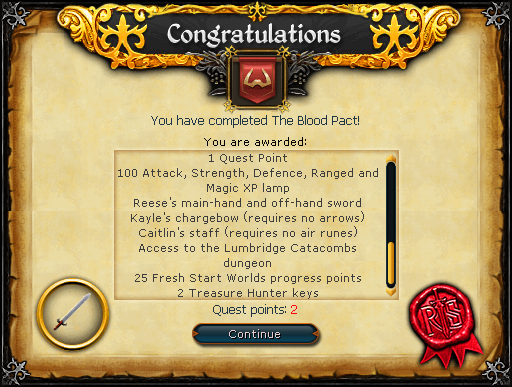 Congratulations
You have completed The Blood Pact!
You are awarded:
1 Quest Point
100 Attack, Strength, Defence, Ranged and
Magic XP lamp
Reese's main-hand and off-hand sword
Kayle's chargebow (requires no arrows)
Caitlin's staff (requires no air runes)
Access to the Lumbridge Catacombs
dungeon
25 Fresh Start Worlds progress points
2 Treasure Hunter keys
Quest points: 2
Continue